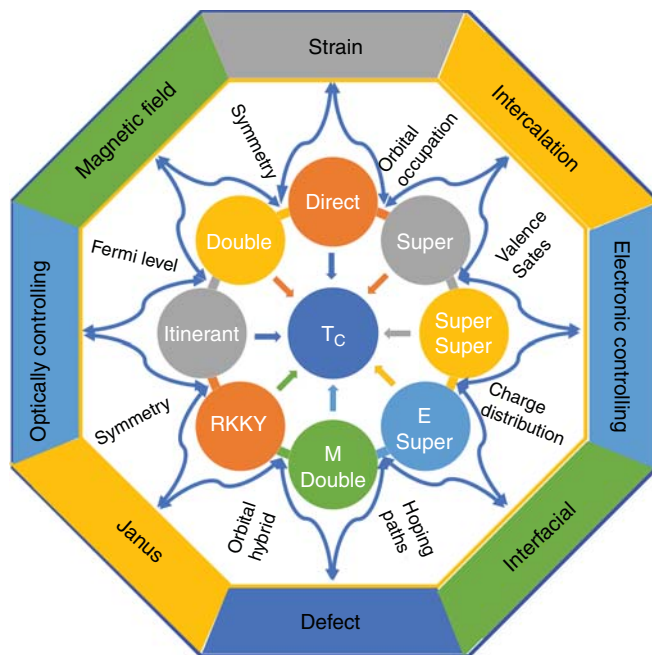 Strain
Magnetic field
Intercalation
Symmetry
Orbital
occupation
Direct
Double
Super
Fermi level
Valence
Sates
Optically controlling
Itinerant
T_C
Super
Super
Electronic controlling
Symmetry
RKKY
M
Double
E
Super
Charge
distribution
Orbital
hybrid
Hoping
paths
Janus
Interfacial
Defect